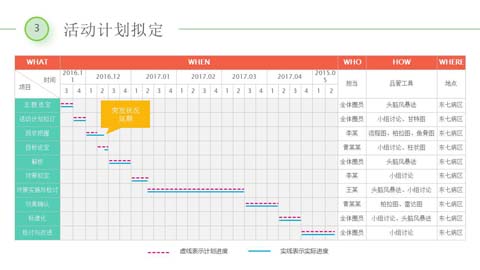 3 活动计划拟定
WHAT WHEN WHO HOW WHERE
时间 项目 2016.11 2016.12 2017.01 2017.02 2017.03 2017.04 2015.05 担当 品管工具 地点
3 4 1 2 3 4 1 2 3 4 1 2 3 4 1 2 3 4 1 2 3 4 1 2
主题选定 全体圈员 头脑风暴法 东七病区
活动计划拟订 全体圈员 小组讨论、甘特图 东七病区
现状把握 李某 流程图、柏拉图、鱼骨图 东七病区
目标设定 曹某某 小组讨论、柱状图 东七病区
解析 全体圈员 头脑风暴法 东七病区
对策拟定 李某 小组讨论 东七病区
对策实施与检讨 王某 头脑风暴法、小组讨论 东七病区
效果确认 曹某某 柏拉图、雷达图 东七病区
标准化 全体圈员 小组讨论、头脑风暴法 东七病区
检讨与改进 全体圈员 小组讨论 东七病区
突发状况
延期
虚线表示计划进度 实线表示实际进度